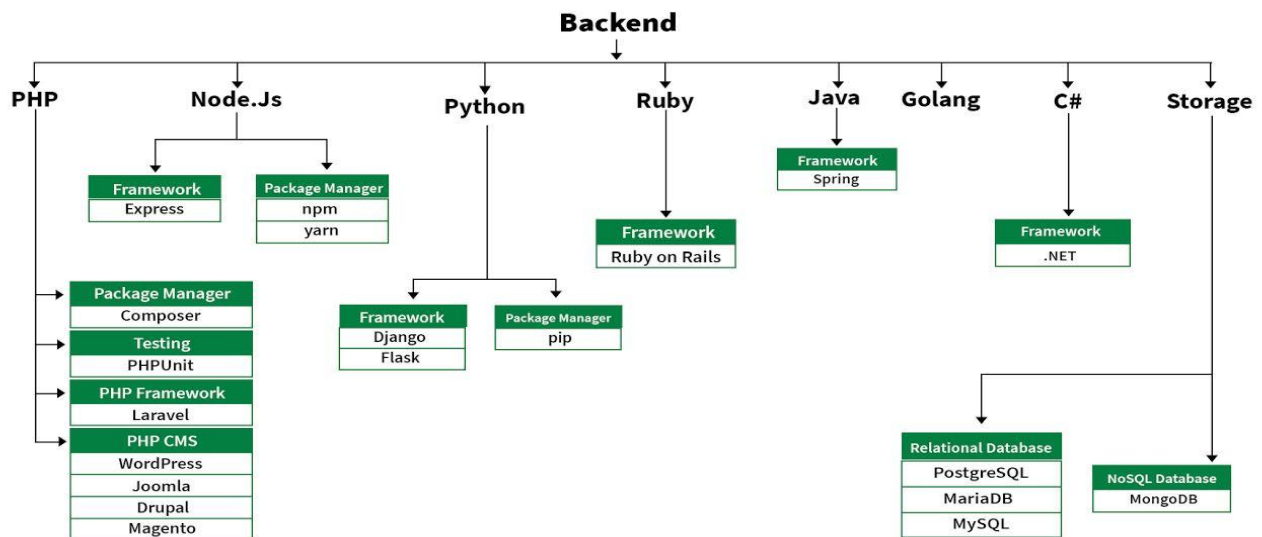 Backend
PHP
Node.Js
Python
Ruby
Java
Golang
C#
Storage
Framework
Express
Package Manager
npm
yarn
Framework
Spring
Framework
Ruby on Rails
Framework
.NET
Package Manager
Composer
Testing
PHPUnit
PHP Framework
Laravel
PHP CMS
WordPress
Joomla
Drupal
Magento
Framework
Django
Flask
Package Manager
pip
Relational Database
PostgreSQL
MariaDB
MySQL
NoSQL Database
MongoDB